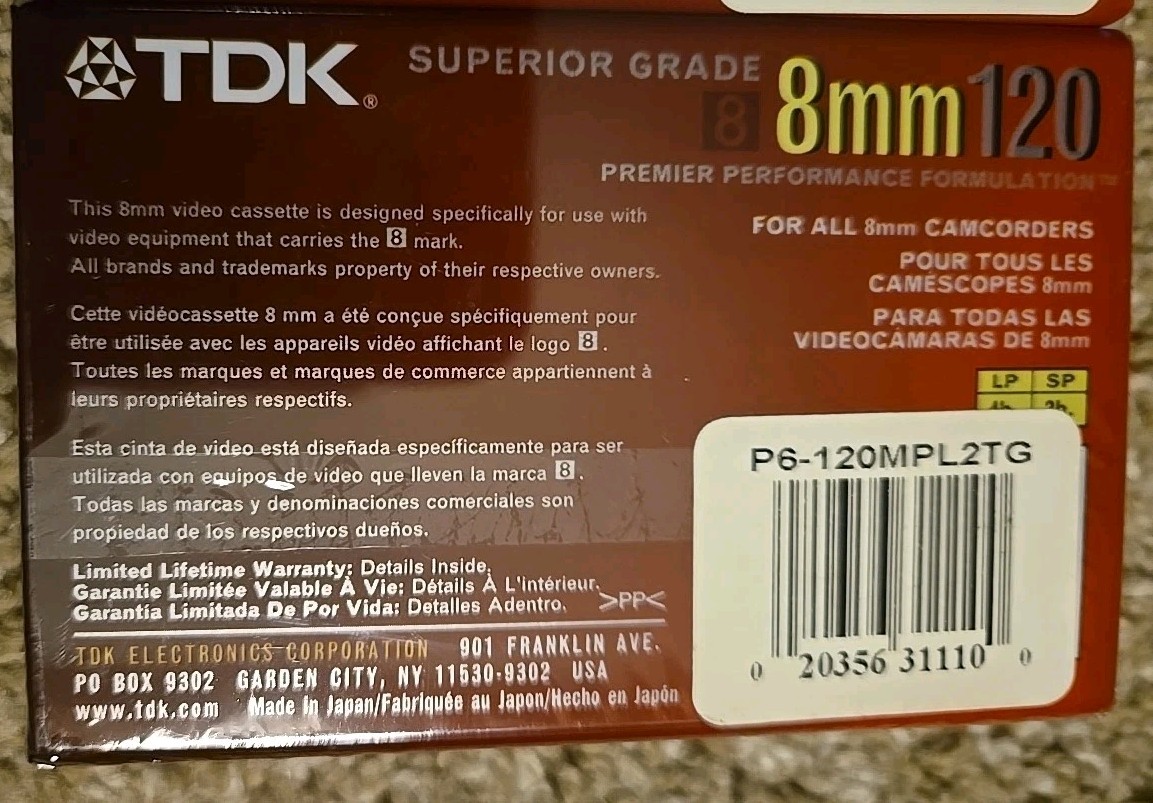 TDK®
SUPERIOR GRADE
8 8mm120
PREMIER PERFORMANCE FORMULATION™
This 8mm video cassette is designed specifically for use with
video equipment that carries the 8 mark.
All brands and trademarks property of their respective owners.
Cette vidéocassette 8 mm a été conçue spécifiquement pour
être utilisée avec les appareils vidéo affichant le logo 8.
Toutes les marques et marques de commerce appartiennent à
leurs propriétaires respectifs.
Esta cinta de video está diseñada específicamente para ser
utilizada con equipos de video que lleven la marca 8.
Todas las marcas y denominaciones comerciales son
propiedad de los respectivos dueños.
Limited Lifetime Warranty: Details Inside.
Garantie Limitée Valable À Vie: Détails À L'intérieur.
Garantía Limitada De Por Vida: Detalles Adentro.
>PP<
TDK ELECTRONICS CORPORATION 901 FRANKLIN AVE.
PO BOX 9302 GARDEN CITY, NY 11530-9302 USA
www.tdk.com Made in Japan/Fabriquée au Japon/Hecho en Japón
FOR ALL 8mm CAMCORDERS
POUR TOUS LES
CAMÉSCOPES 8mm
PARA TODAS LAS
VIDEOCÁMARAS DE 8mm
LP SP
4h. 2h.
P6-120MPL2TG
0 20356 31110 0